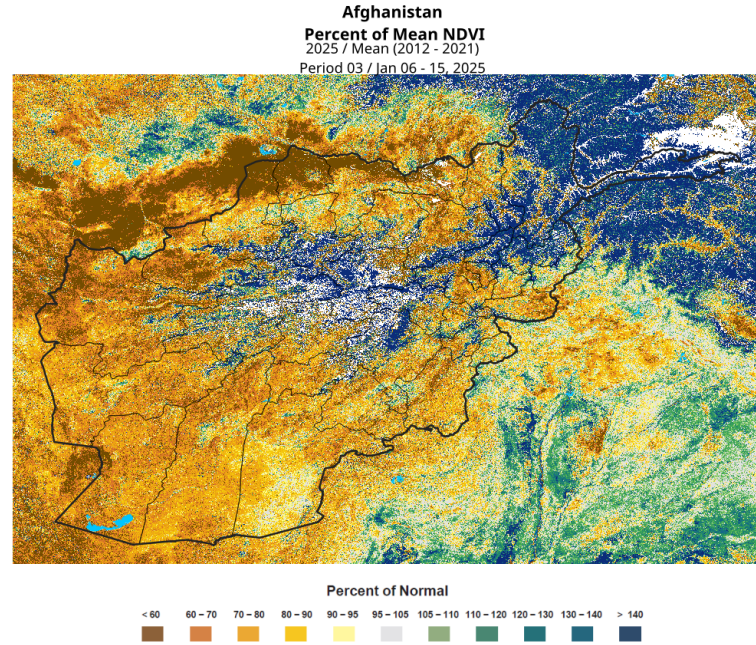 Afghanistan
Percent of Mean NDVI
2025 / Mean (2012 - 2021)
Period 03 / Jan 06 - 15, 2025
Percent of Normal
< 60 60 – 70 70 – 80 80 – 90 90 – 95 95 – 105 105 – 110 110 – 120 120 – 130 130 – 140 > 140